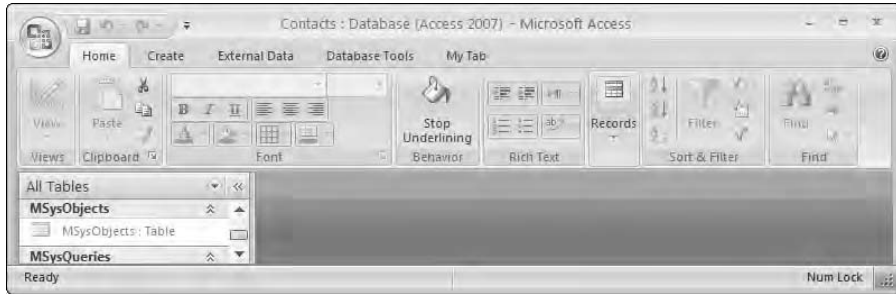 Contacts : Database (Access 2007) - Microsoft Access
Home Create External Data Database Tools My Tab
View Paste B I U Stop Underlining Records Filter Find
Views Clipboard Font Behavior Rich Text Sort & Filter Find
All Tables
MSysObjects
MSysObjects : Table
MSysQueries
Ready Num Lock